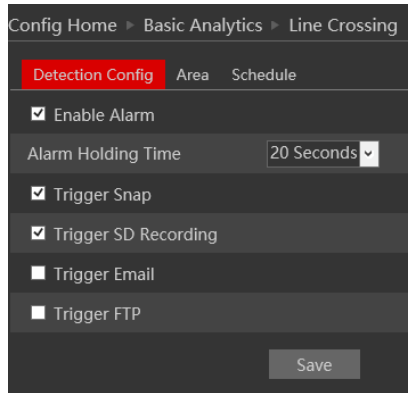 Config Home ▶ Basic Analytics ▶ Line Crossing
Detection Config Area Schedule
Enable Alarm
Alarm Holding Time 20 Seconds
Trigger Snap
Trigger SD Recording
Trigger Email
Trigger FTP
Save